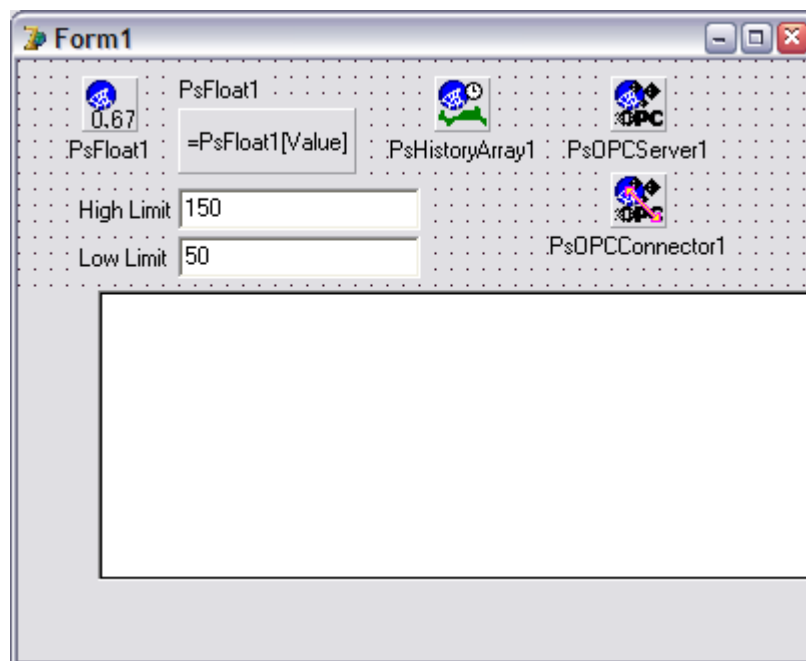 Form1
PsFloat1
0.67
OPC
PsFloat1
=PsFloat1[Value]
PsHistoryArray1
PsOPCServer1
High Limit
150
OPC
PsOPCConnector1
Low Limit
50